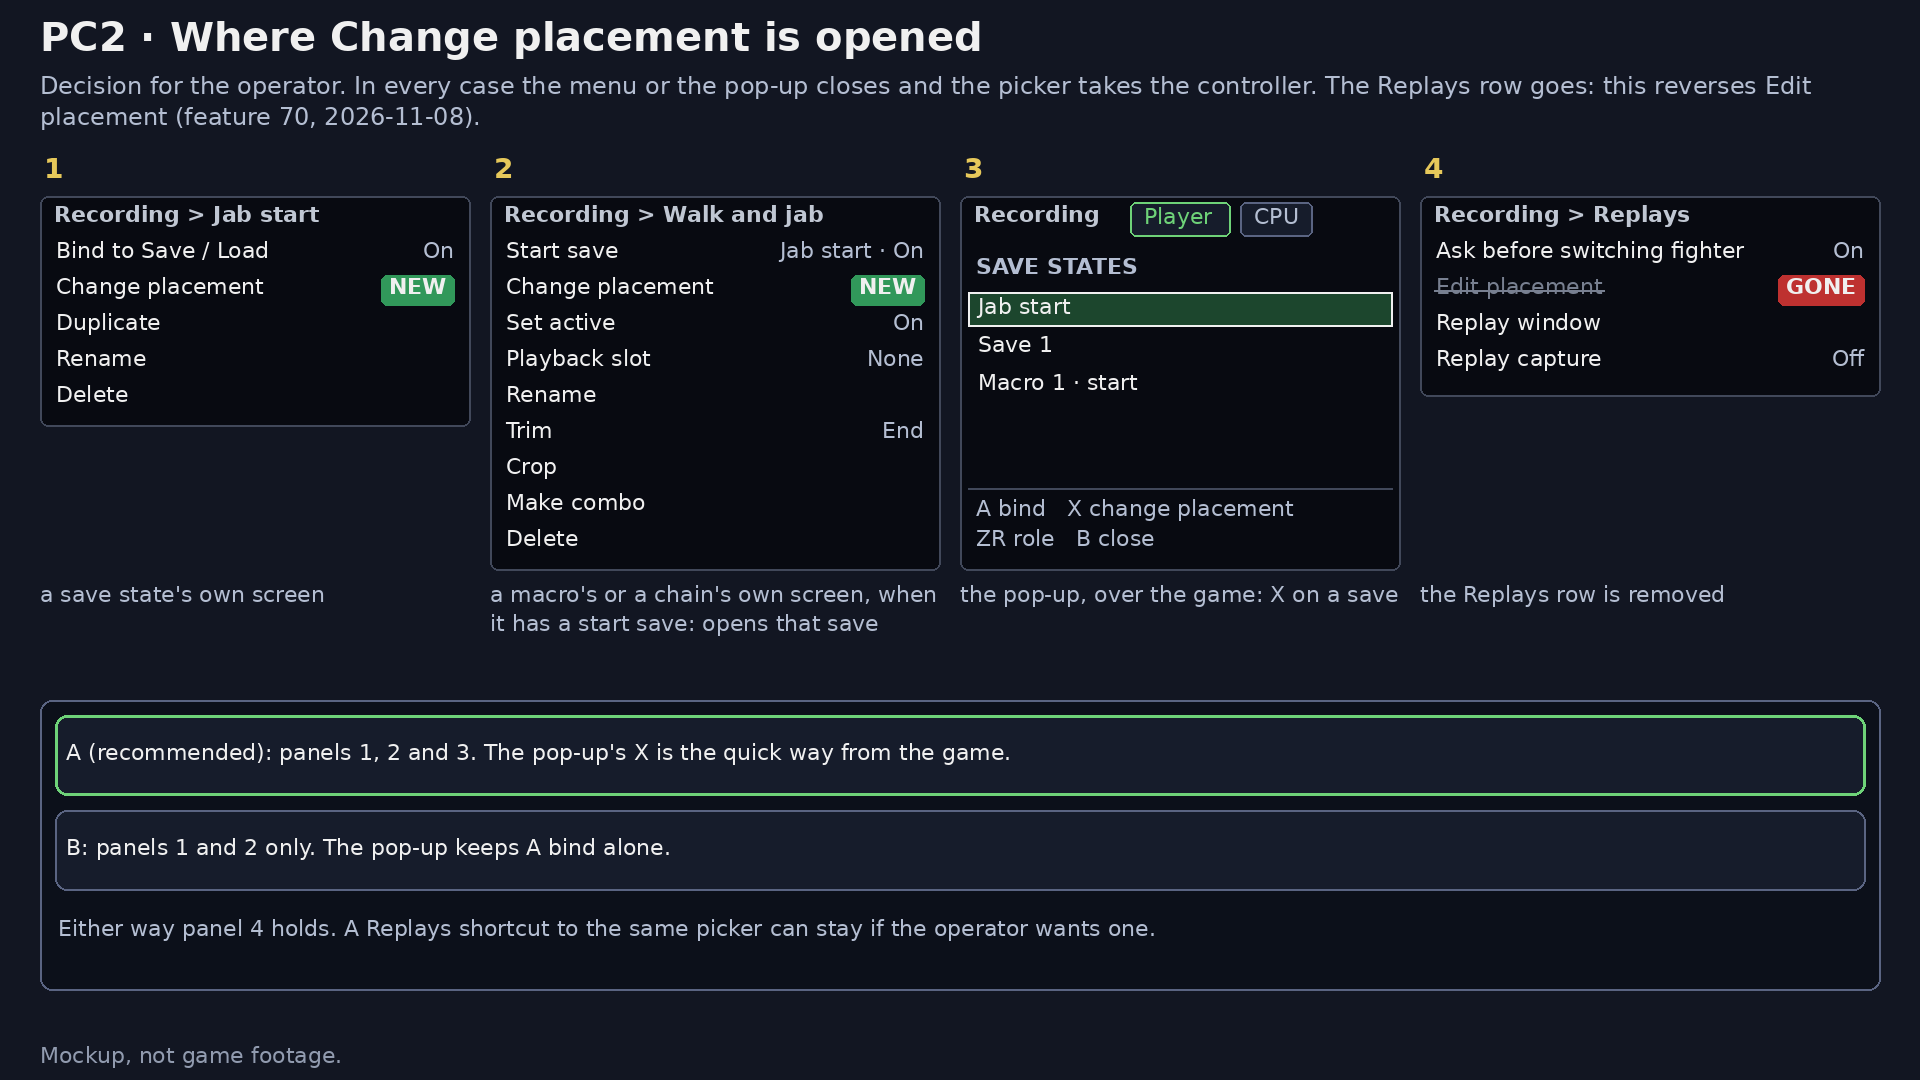 PC2 · Where Change placement is opened
Decision for the operator. In every case the menu or the pop-up closes and the picker takes the controller. The Replays row goes: this reverses Edit
placement (feature 70, 2026-11-08).
1
Recording > Jab start
Bind to Save / Load On
Change placement NEW
Duplicate
Rename
Delete
a save state's own screen
2
Recording > Walk and jab
Start save Jab start · On
Change placement NEW
Set active On
Playback slot None
Rename
Trim End
Crop
Make combo
Delete
a macro's or a chain's own screen, when
it has a start save: opens that save
3
Recording Player CPU
SAVE STATES
Jab start
Save 1
Macro 1 · start
A bind X change placement
ZR role B close
the pop-up, over the game: X on a save
4
Recording > Replays
Ask before switching fighter On
Edit placement GONE
Replay window
Replay capture Off
the Replays row is removed
A (recommended): panels 1, 2 and 3. The pop-up's X is the quick way from the game.
B: panels 1 and 2 only. The pop-up keeps A bind alone.
Either way panel 4 holds. A Replays shortcut to the same picker can stay if the operator wants one.
Mockup, not game footage.